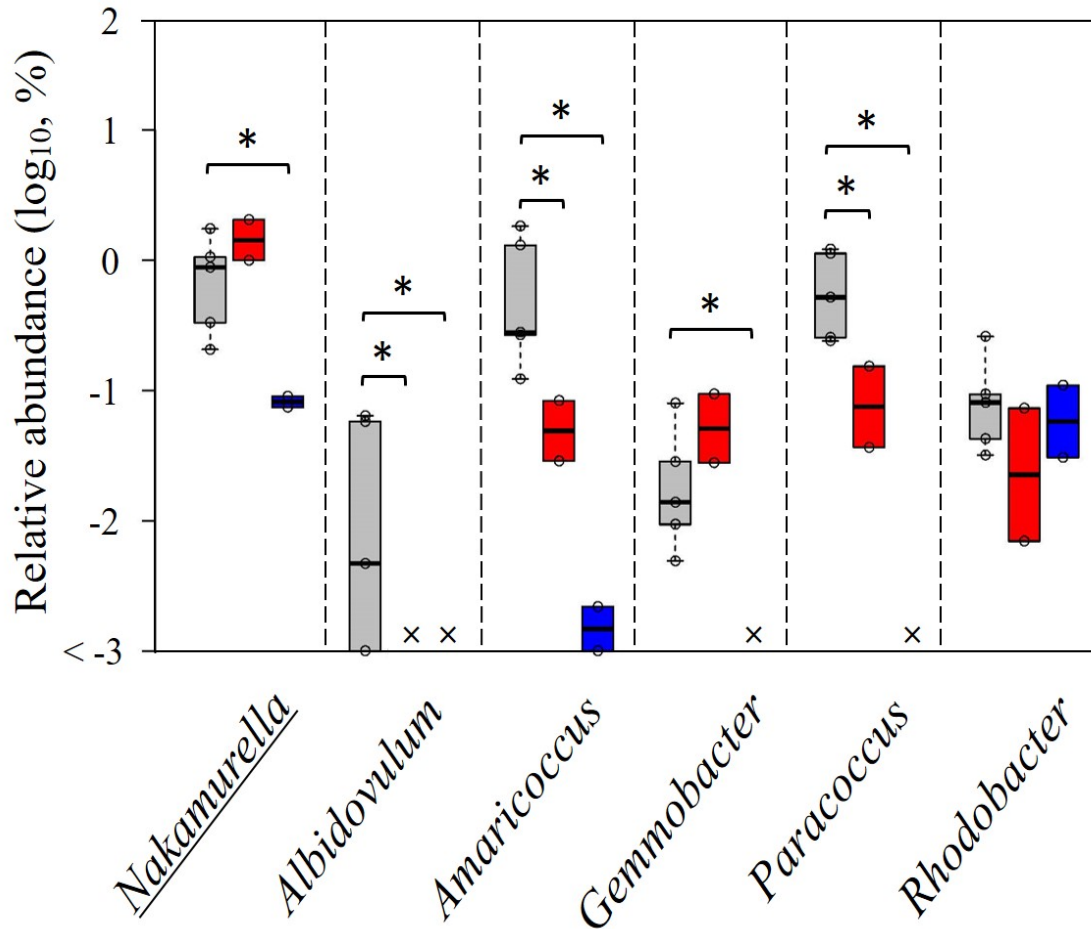 Relative abundance (log₁₀, %)
2
1
0
-1
-2
< -3
*
*
*
*
*
*
*
*
×
×
×
×
Nakamurella
Albidovulum
Amaricoccus
Gemmobacter
Paracoccus
Rhodobacter